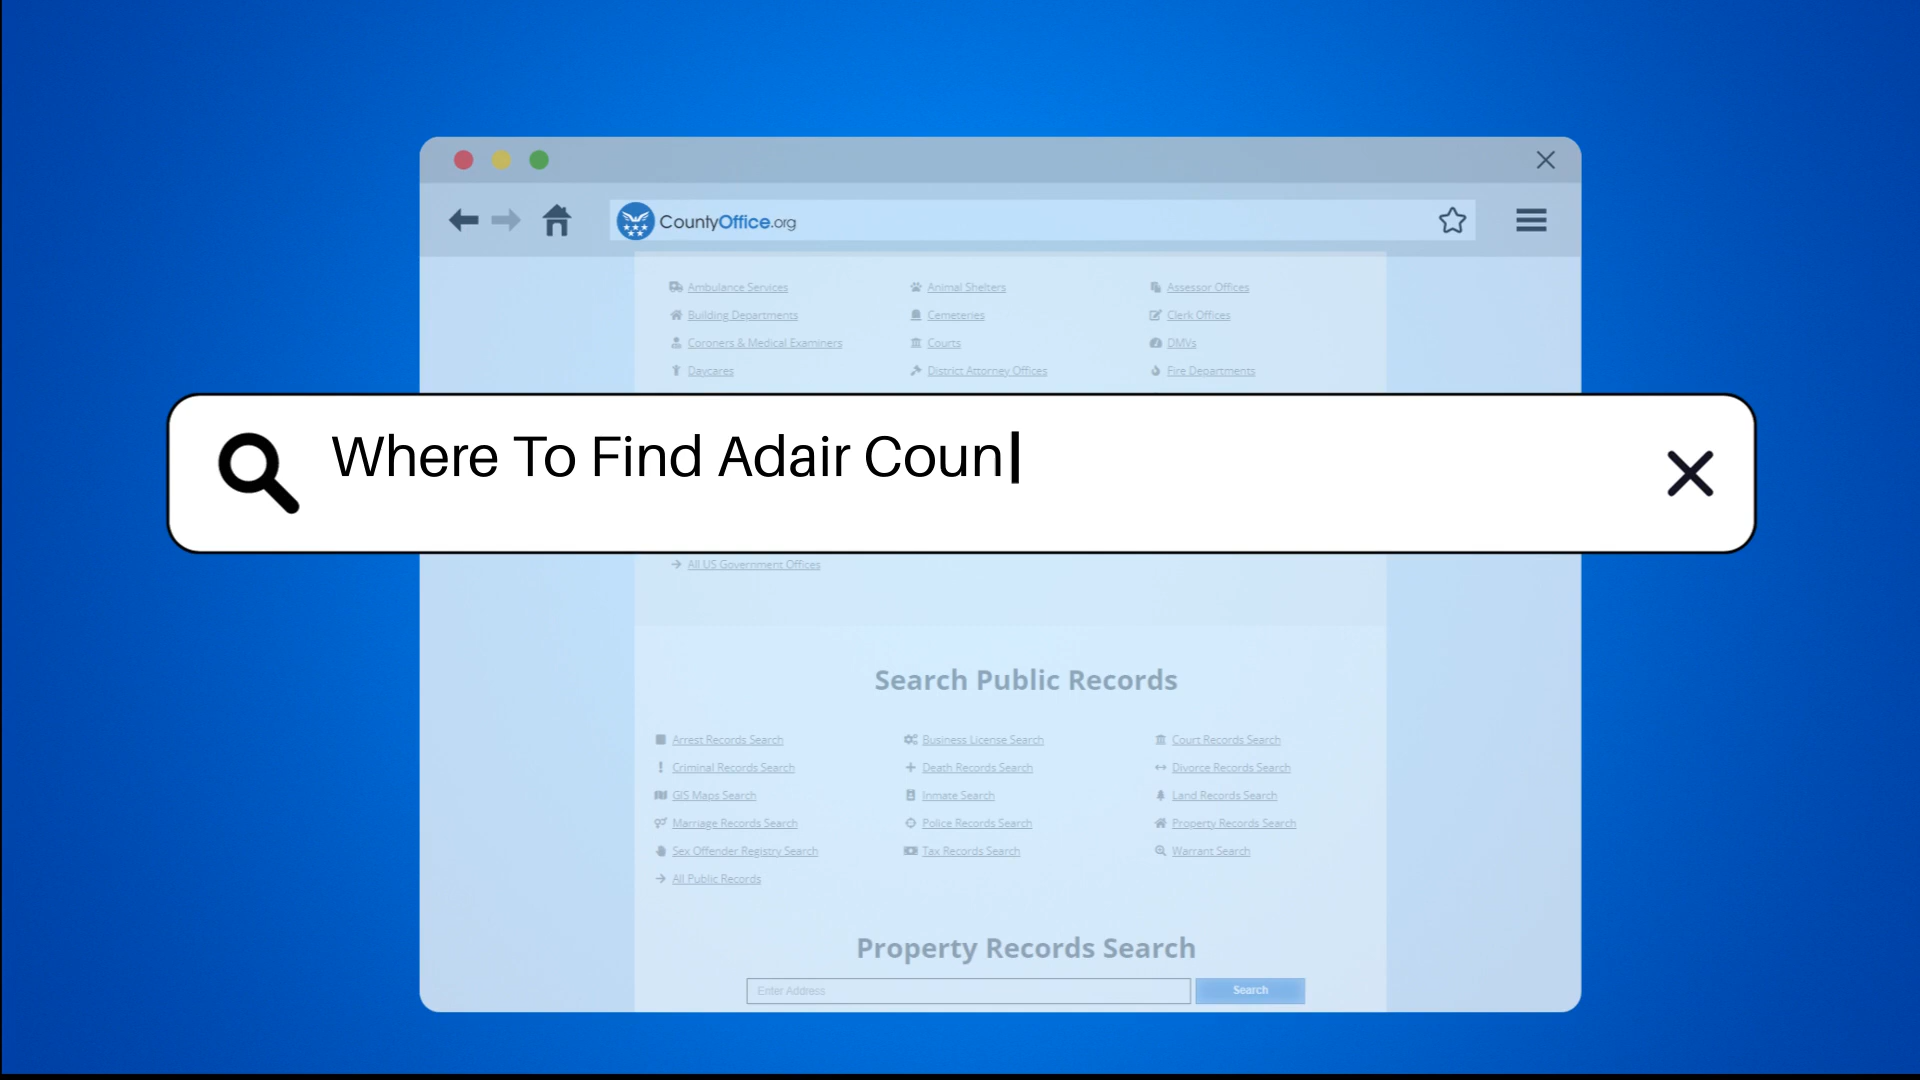 CountyOffice.org
Ambulance Services Animal Shelters Assessor Offices
Building Departments Cemeteries Clerk Offices
Coroners & Medical Examiners Courts DMVs
Daycares District Attorney Offices Fire Departments
Where To Find Adair Coun
All US Government Offices
Search Public Records
Arrest Records Search Business License Search Court Records Search
Criminal Records Search Death Records Search Divorce Records Search
GIS Maps Search Inmate Search Land Records Search
Marriage Records Search Police Records Search Property Records Search
Sex Offender Registry Search Tax Records Search Warrant Search
All Public Records
Property Records Search
Enter Address Search